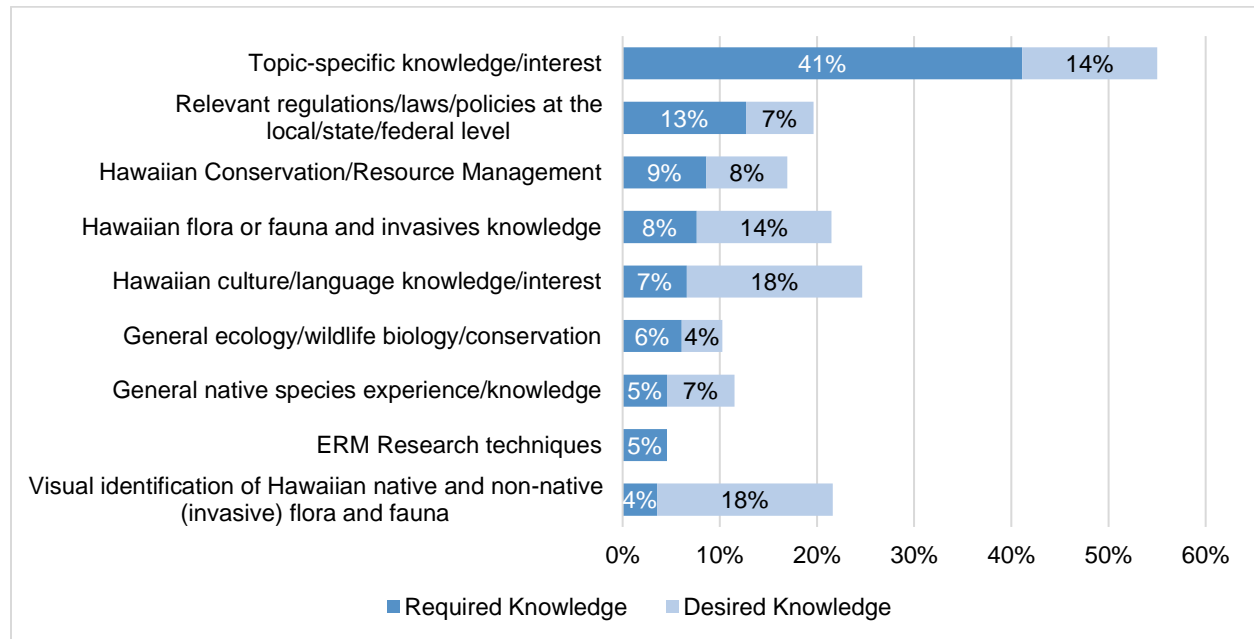 Topic-specific knowledge/interest
41%
14%
Relevant regulations/laws/policies at the
local/state/federal level
13%
7%
Hawaiian Conservation/Resource Management
9%
8%
Hawaiian flora or fauna and invasives knowledge
8%
14%
Hawaiian culture/language knowledge/interest
7%
18%
General ecology/wildlife biology/conservation
6%
4%
General native species experience/knowledge
5%
7%
ERM Research techniques
5%
Visual identification of Hawaiian native and non-native
(invasive) flora and fauna
4%
18%
0%
10%
20%
30%
40%
50%
60%
Required Knowledge
Desired Knowledge